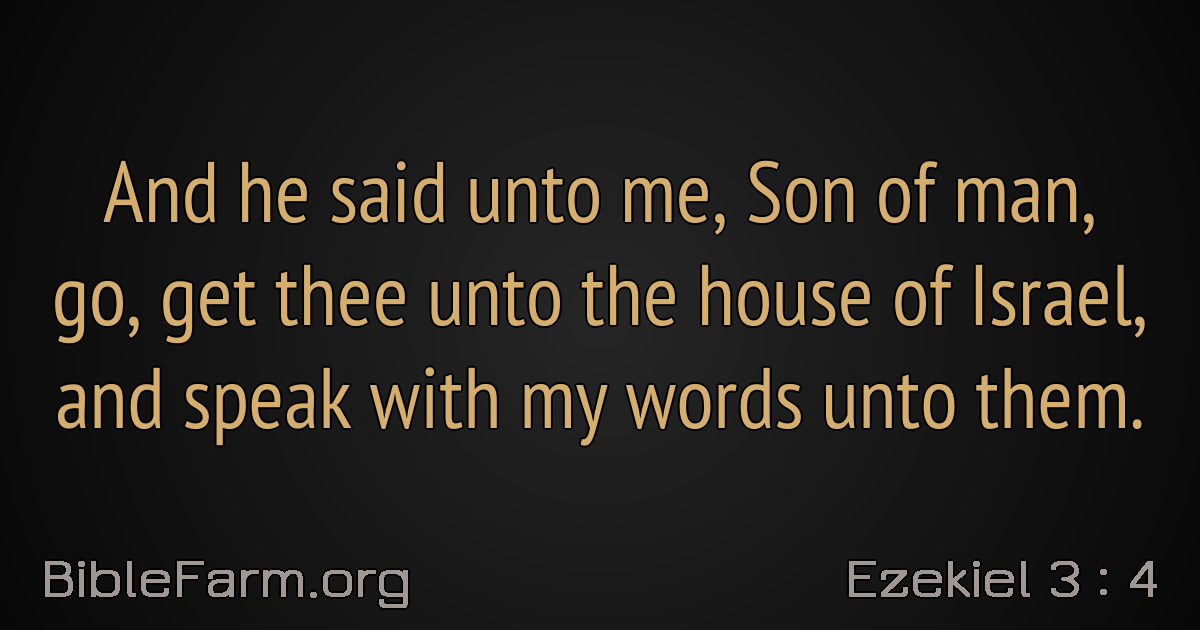 And he said unto me, Son of man,
go, get thee unto the house of Israel,
and speak with my words unto them.
BibleFarm.org
Ezekiel 3 : 4